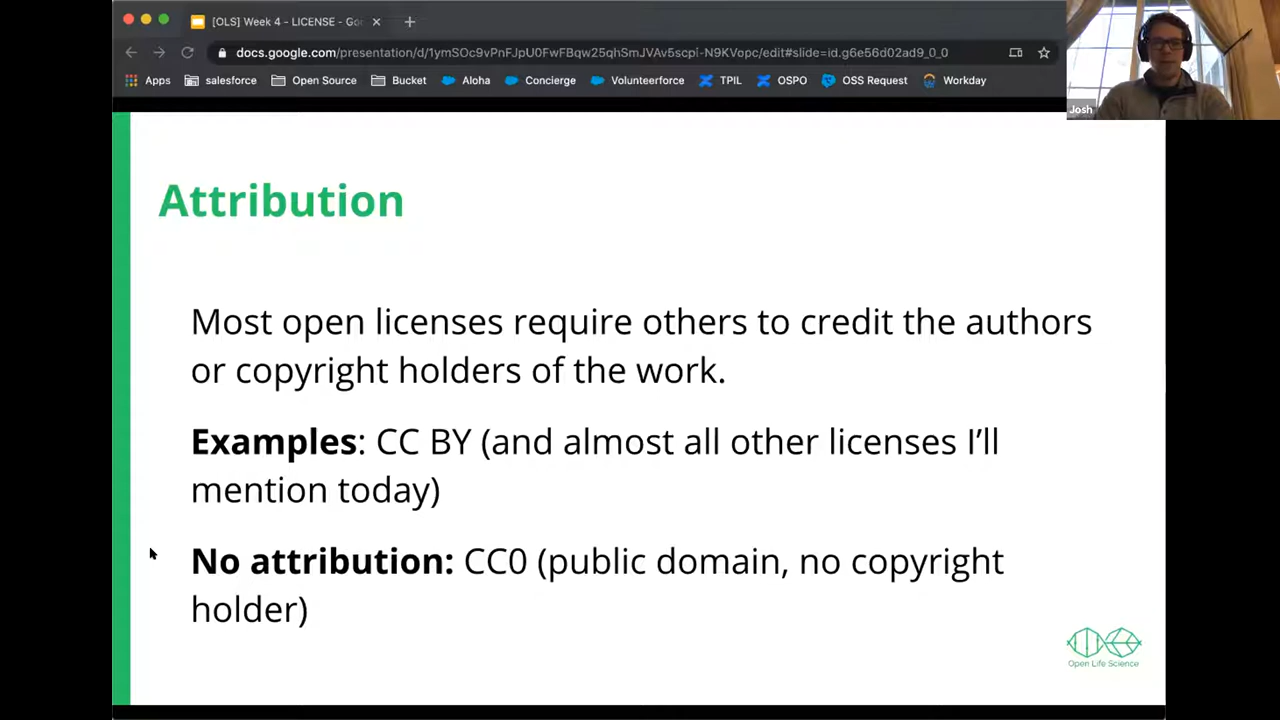 [OLS] Week 4 - LICENSE - Goo
docs.google.com/presentation/d/1ymSOc9vPnFJpU0FwFBqw25qhSmJVAv5scpi-N9KVopc/edit#slide=id.g6e56d02ad9_0_0
Apps salesforce Open Source Bucket Aloha Concierge Volunteerforce TPIL OSPO OSS Request Workday
Josh
Attribution
Most open licenses require others to credit the authors
or copyright holders of the work.
Examples: CC BY (and almost all other licenses I’ll
mention today)
No attribution: CC0 (public domain, no copyright
holder)
Open Life Science